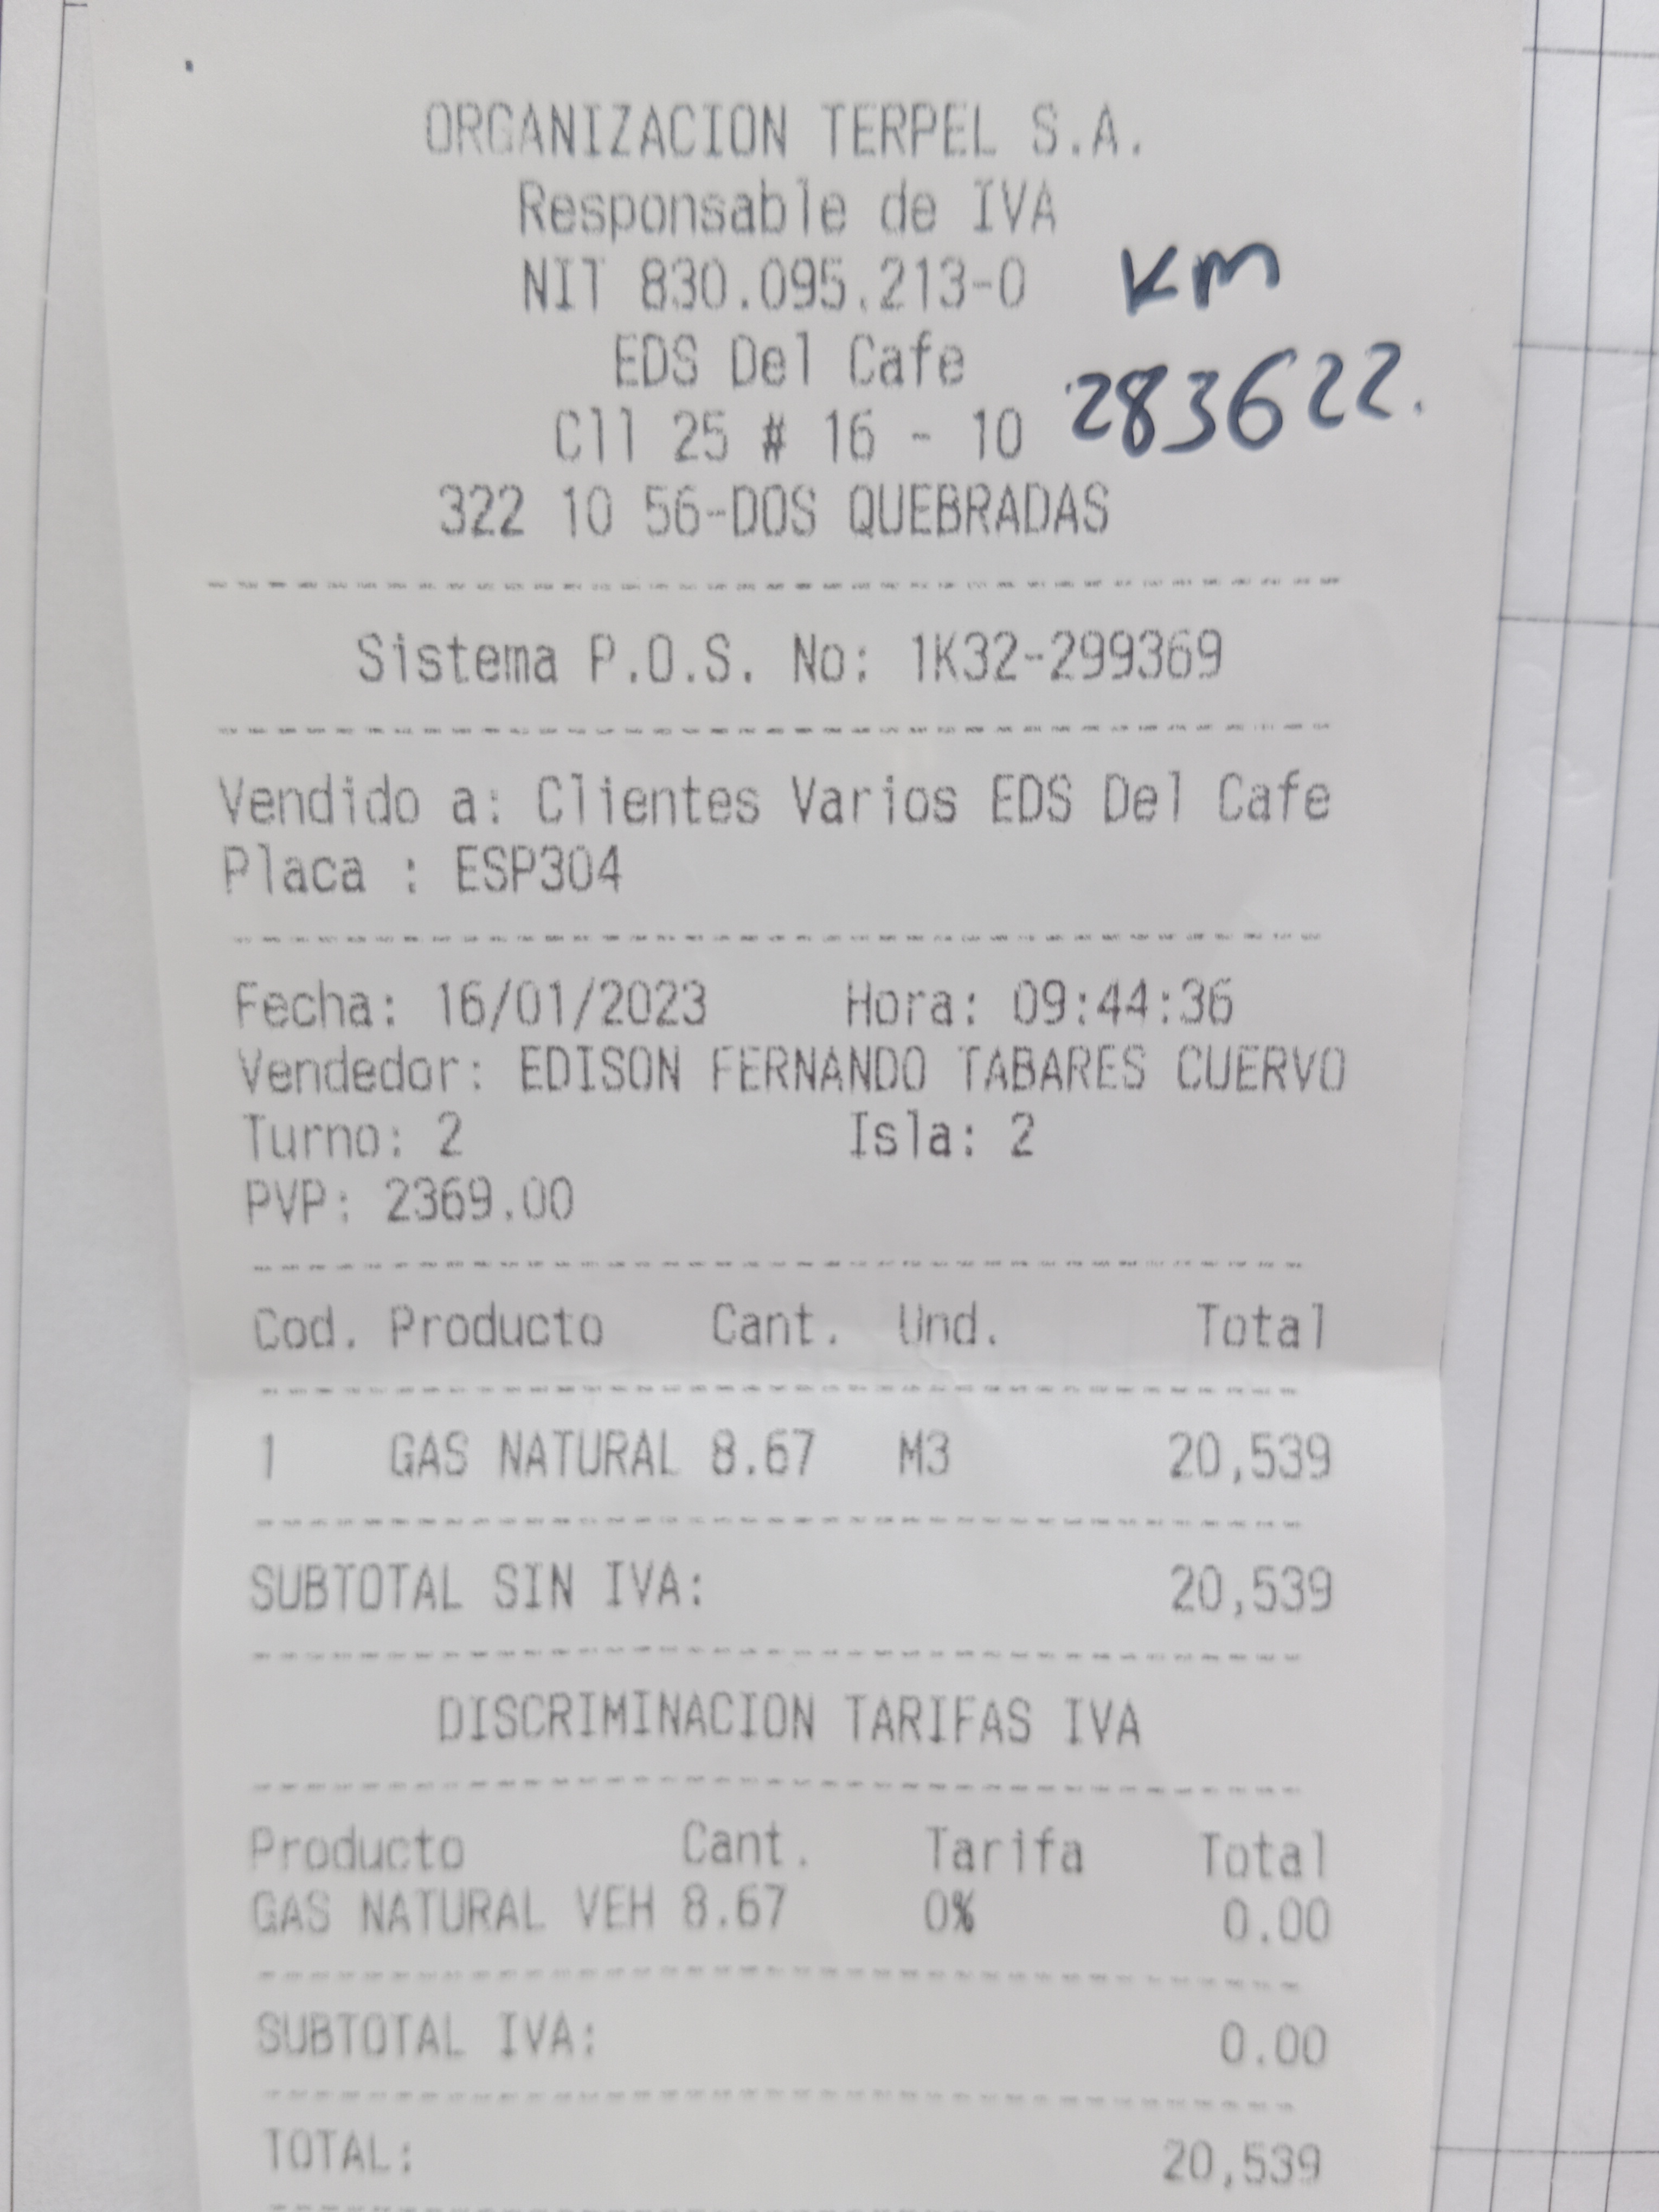 ORGANIZACION TERPEL S.A.
Responsable de IVA
NIT 830.095.213-0
KM
EDS Del Cafe
283622.
Cll 25 # 16 - 10
322 10 56-DOS QUEBRADAS
Sistema P.O.S. No: 1K32-299369
Vendido a: Clientes Varios EDS Del Cafe
Placa : ESP304
Fecha: 16/01/2023 Hora: 09:44:36
Vendedor: EDISON FERNANDO TABARES CUERVO
Turno: 2 Isla: 2
PVP: 2369.00
Cod. Producto Cant. Und. Total
1 GAS NATURAL 8.67 M3 20,539
SUBTOTAL SIN IVA: 20,539
DISCRIMINACION TARIFAS IVA
Producto Cant. Tarifa Total
GAS NATURAL VEH 8.67 0% 0.00
SUBTOTAL IVA: 0.00
TOTAL: 20,539